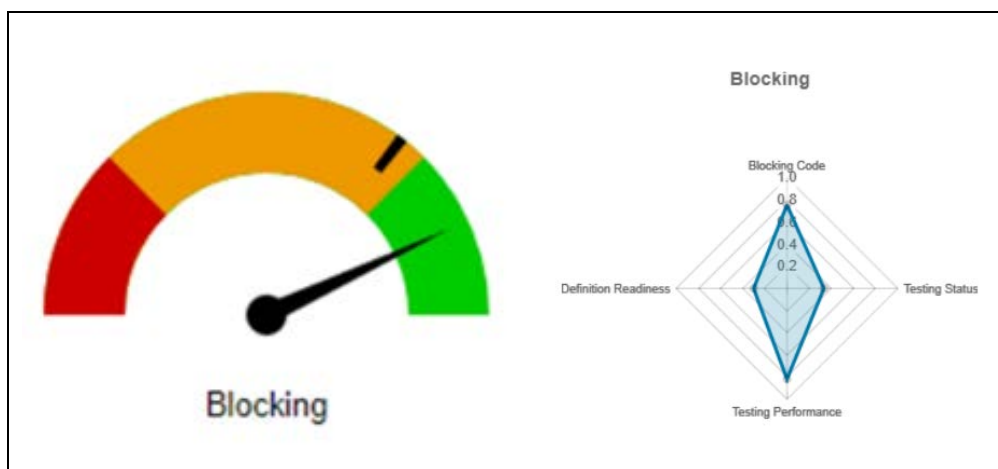 Blocking
Blocking
Blocking Code
1.0
0.8
0.6
0.4
0.2
Definition Readiness
Testing Status
Testing Performance